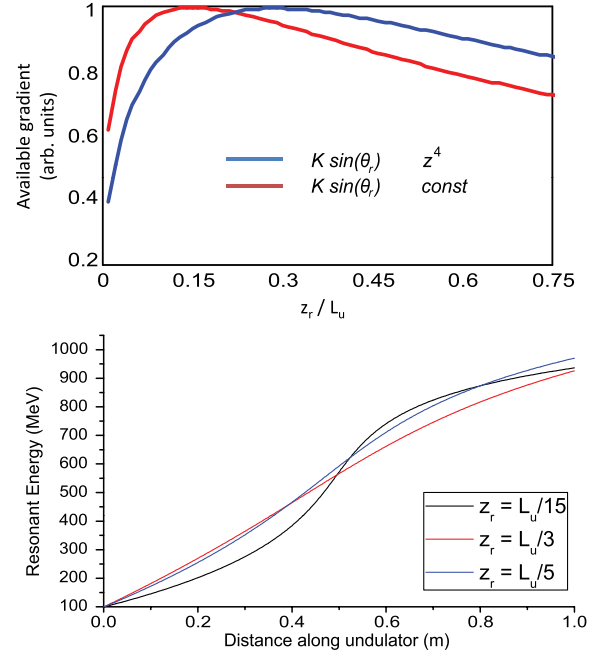 Available gradient
(arb. units)
1
0.8
0.6
0.4
0.2
K sin(θr) z4
K sin(θr) const
0 0.15 0.3 0.45 0.6 0.75
zr / Lu
Resonant Energy (MeV)
1000
900
800
700
600
500
400
300
200
100
zr = Lu/15
zr = Lu/3
zr = Lu/5
0.0 0.2 0.4 0.6 0.8 1.0
Distance along undulator (m)